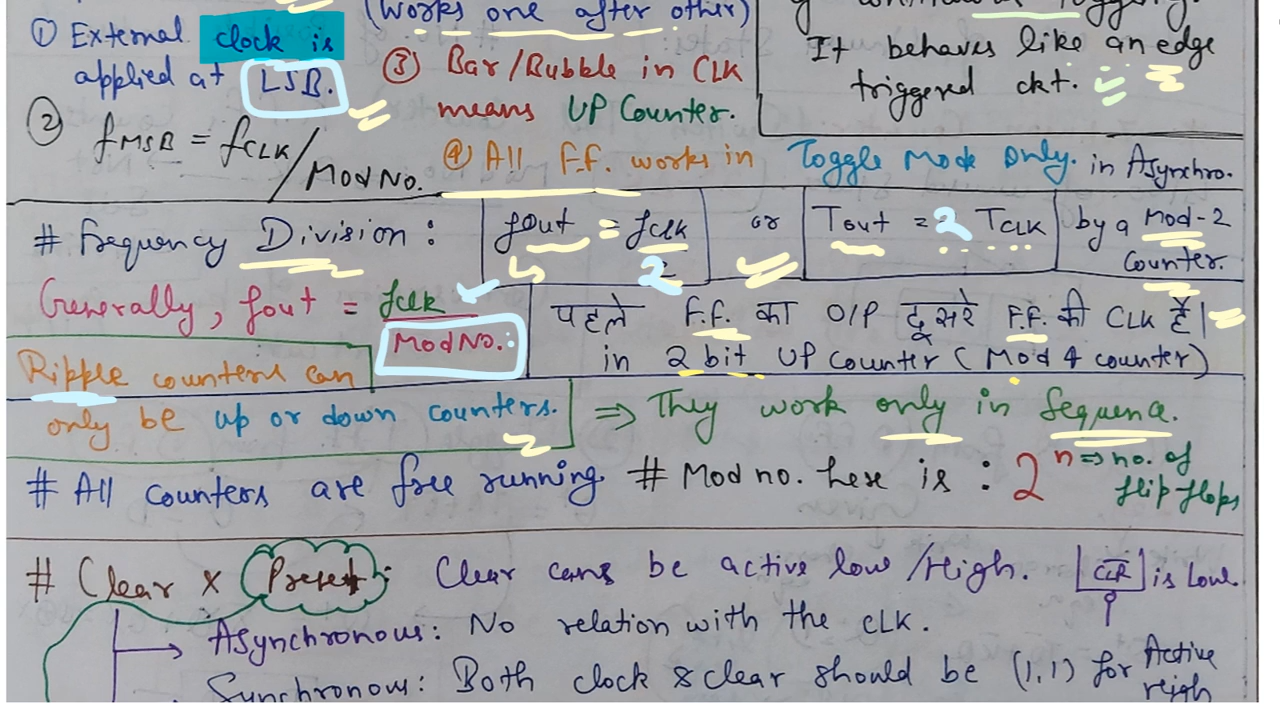 (works one after other)
① External clock is
applied at LSB.
② fMSB = fCLK/Mod No.
③ Bar/Bubble in CLK
means UP Counter.
④ All F.F. works in Toggle Mode Only. in Asynchro.
It behaves like an edge
triggered ckt.
# Frequency Division : fout = fclk/2 or Tout = 2 TCLK by a Mod-2
Counter.
Generally, fout = fclk/Mod No.:
पहले F.F. का O/P दूसरे F.F. की CLK है।
in 2 bit UP Counter (Mod 4 counter)
Ripple counters can
only be up or down counters. ⇒ They work only in Sequence.
# All counters are free running. # Mod no. here is : 2^n ⇒ no. of
flip-flops
# Clear x Preset : Clear cans be active low /High. CLR is Low
→ Asynchronous : No relation with the CLK.
Synchronous : Both clock & clear should be (1,1) for Active